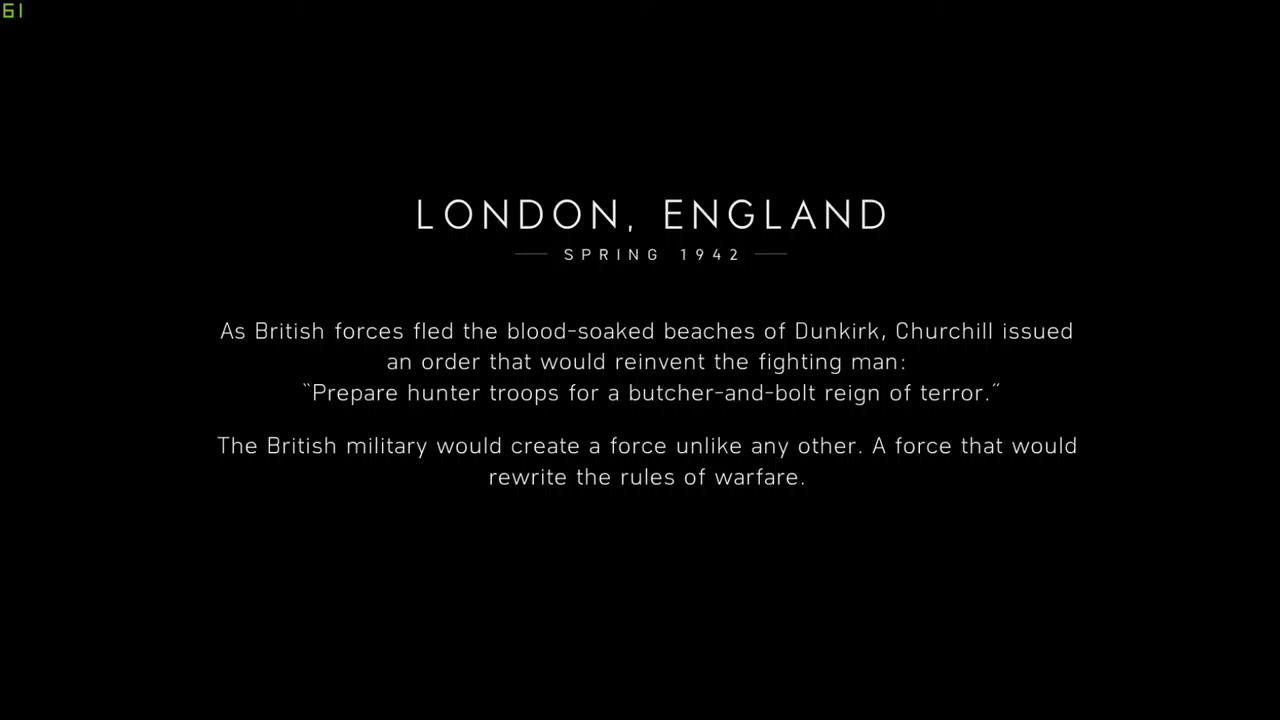 61
LONDON, ENGLAND
SPRING 1942
As British forces fled the blood-soaked beaches of Dunkirk, Churchill issued
an order that would reinvent the fighting man:
“Prepare hunter troops for a butcher-and-bolt reign of terror.”
The British military would create a force unlike any other. A force that would
rewrite the rules of warfare.